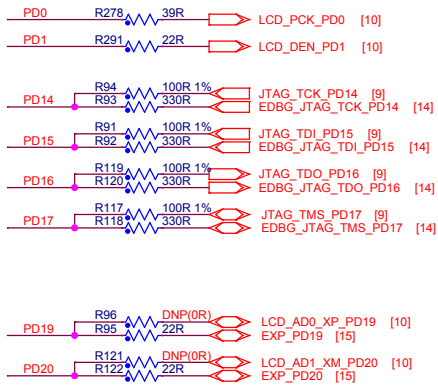 PD0 R278 39R LCD_PCK_PD0 [10]
PD1 R291 22R LCD_DEN_PD1 [10]
R94 100R 1% JTAG_TCK_PD14 [9]
PD14 R93 330R EDBG_JTAG_TCK_PD14 [14]
R91 100R 1% JTAG_TDI_PD15 [9]
PD15 R92 330R EDBG_JTAG_TDI_PD15 [14]
R119 100R 1% JTAG_TDO_PD16 [9]
PD16 R120 330R EDBG_JTAG_TDO_PD16 [14]
R117 100R 1% JTAG_TMS_PD17 [9]
PD17 R118 330R EDBG_JTAG_TMS_PD17 [14]
R96 DNP(0R) LCD_AD0_XP_PD19 [10]
PD19 R95 22R EXP_PD19 [15]
R121 DNP(0R) LCD_AD1_XM_PD20 [10]
PD20 R122 22R EXP_PD20 [15]